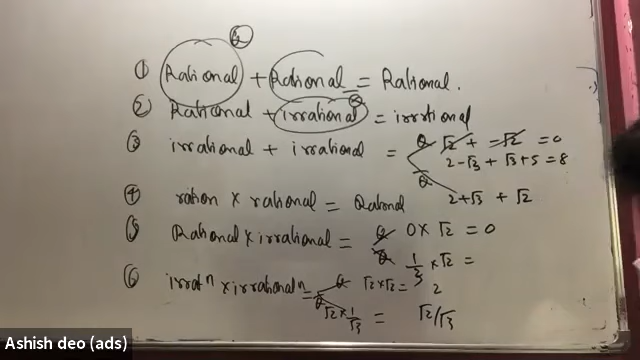 Q
① Rational + Rational = Rational.
② Rational + irrational = irrtional
Q̅
③ irrational + irrational = Q √2 + -√2 = 0
2-√3 + √3+5 = 8
Q̅ 2+√3 + √2
④ ration × rational = Rational
⑤ Rational × irrational = Q 0 × √2 = 0
Q̅ 1/3 × √2 =
⑥ irratⁿ × irrationalⁿ = Q √2 × √2 = 2
Q̅ √2 × 1/√3 = √2/√3
Ashish deo (ads)